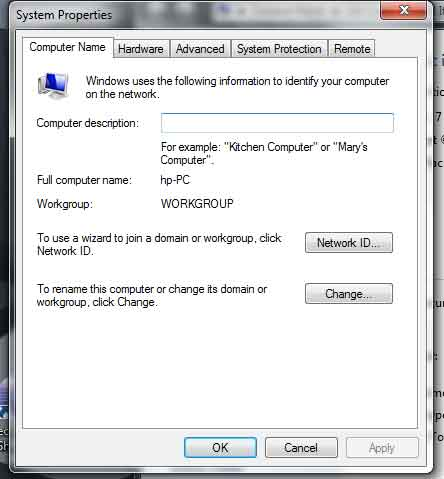 System Properties
Computer Name Hardware Advanced System Protection Remote
Windows uses the following information to identify your computer
on the network.
Computer description:
For example: "Kitchen Computer" or "Mary's
Computer".
Full computer name: hp-PC
Workgroup: WORKGROUP
To use a wizard to join a domain or workgroup, click
Network ID.
Network ID...
To rename this computer or change its domain or
workgroup, click Change.
Change...
OK Cancel Apply